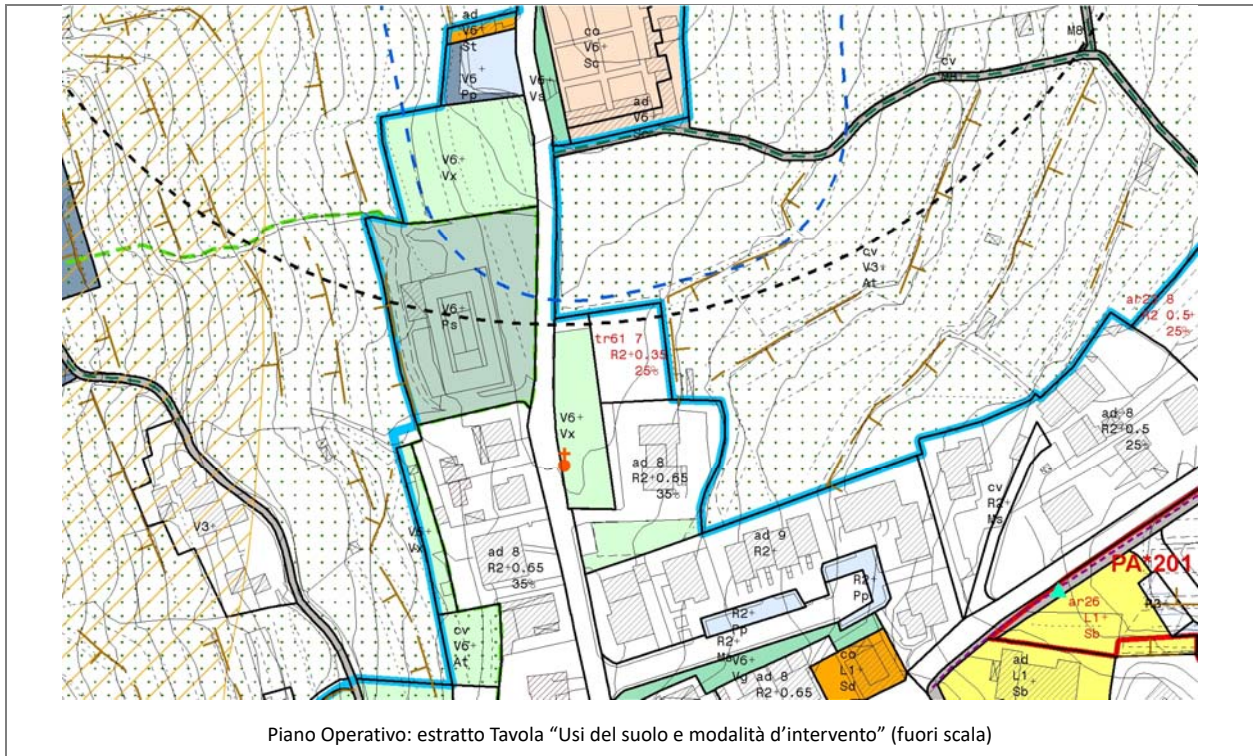 ad
V6+
St
V6+
Pp
V6+
Vs
co
V6+
Sc
ad
V6+
M8
cv
V6+
Vx
V6+
Ps
cv
V3+
At
ar25 8
R2 0.5+
25%
tr61 7
R2+0.35
25%
V6+
Vx
ad 8
R2+0.65
35%
ad 8
R2+0.5
25%
cv
R2+
Ms
V3+
V6+
Vx
ad 8
R2+0.65
35%
ad 9
R2+
R2+
Pp
PA*201
ar26
L1+
Sb
R3+
R2+
Pp
R2+
Ms
V6+
Vg
cv
V6+
At
ad 8
R2+0.65
co
L1+
Sd
ad
L1+
Sb
Piano Operativo: estratto Tavola “Usi del suolo e modalità d’intervento” (fuori scala)